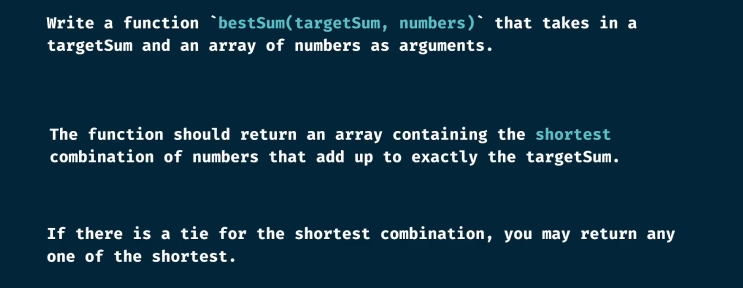 Write a function `bestSum(targetSum, numbers)` that takes in a
targetSum and an array of numbers as arguments.
The function should return an array containing the shortest
combination of numbers that add up to exactly the targetSum.
If there is a tie for the shortest combination, you may return any
one of the shortest.